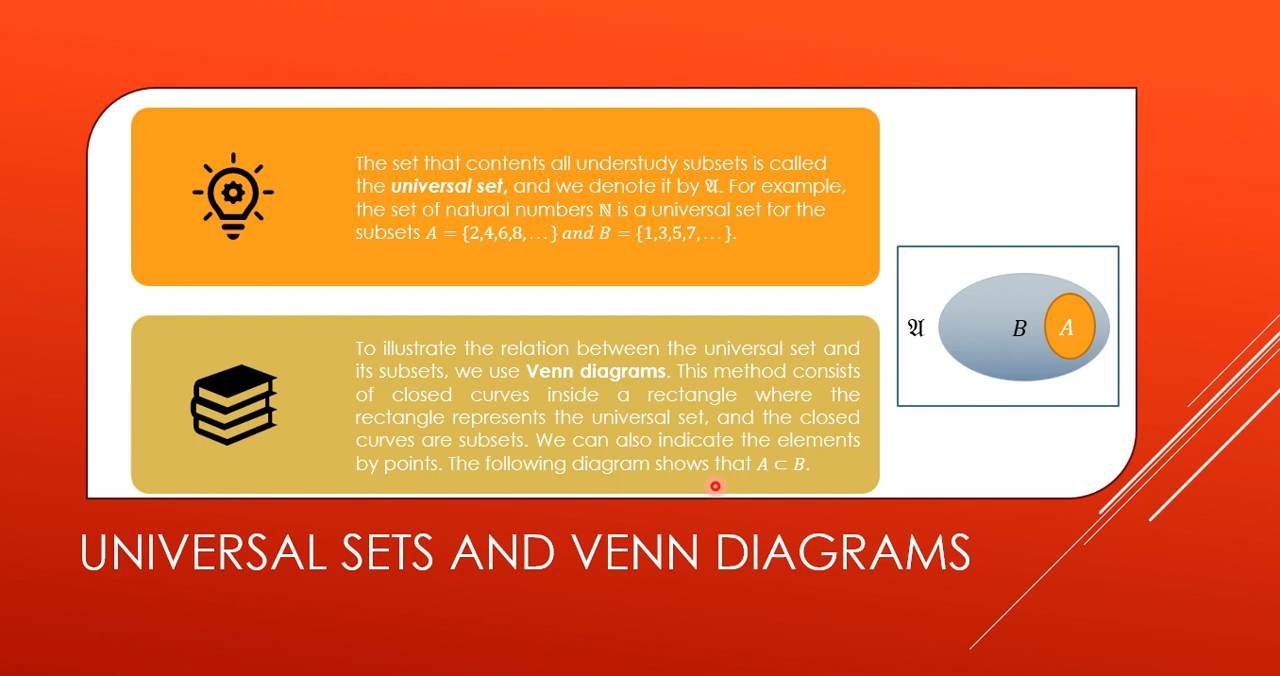 The set that contents all understudy subsets is called
the universal set, and we denote it by 𝔄. For example,
the set of natural numbers ℕ is a universal set for the
subsets A = {2,4,6,8,...} and B = {1,3,5,7,...}.
To illustrate the relation between the universal set and
its subsets, we use Venn diagrams. This method consists
of closed curves inside a rectangle where the
rectangle represents the universal set, and the closed
curves are subsets. We can also indicate the elements
by points. The following diagram shows that A ⊂ B.
𝔄 B A
UNIVERSAL SETS AND VENN DIAGRAMS